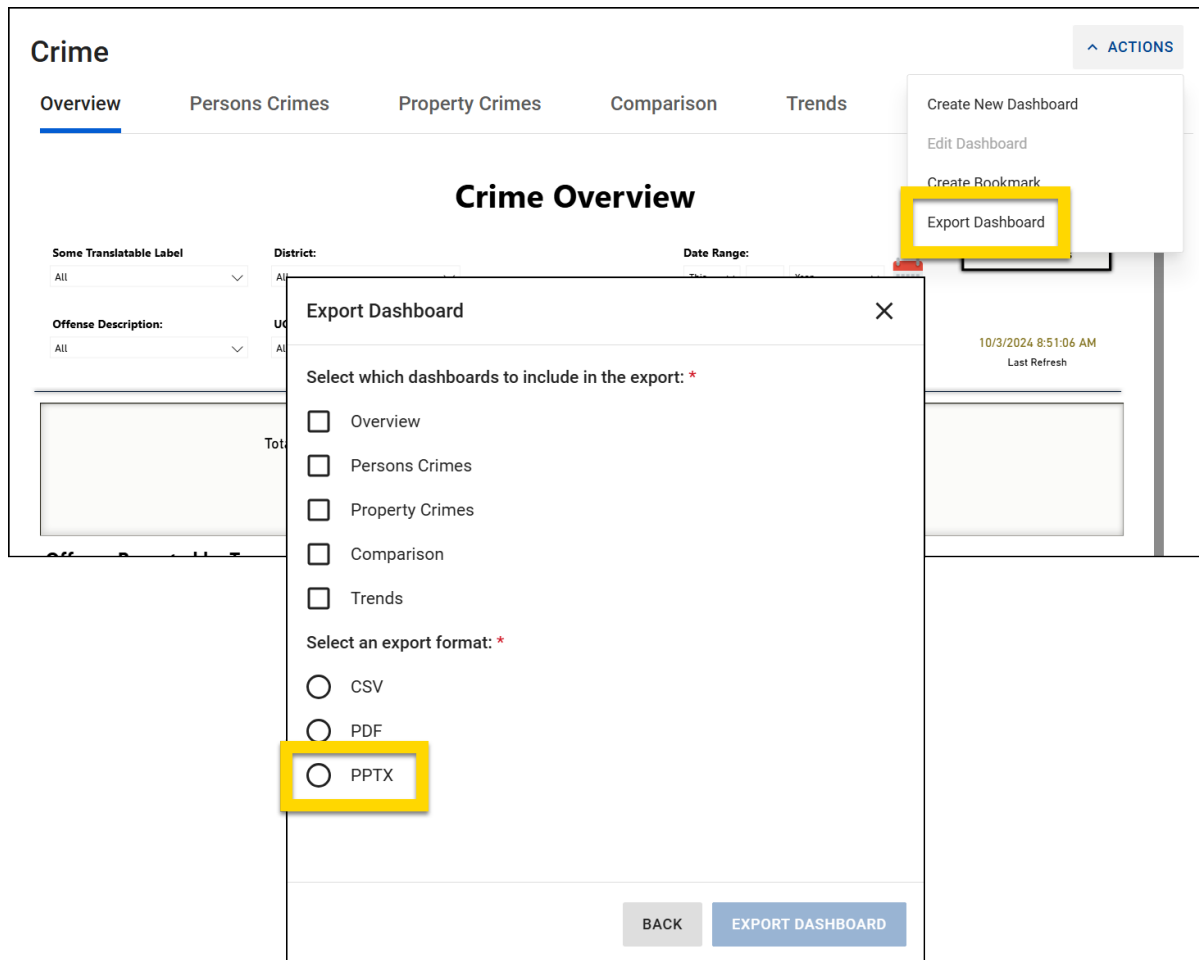 Crime
ACTIONS
Overview Persons Crimes Property Crimes Comparison Trends
Create New Dashboard
Edit Dashboard
Create Bookmark
Export Dashboard
Crime Overview
Some Translatable Label District: Date Range:
All All This
Offense Description:
All
10/3/2024 8:51:06 AM
Last Refresh
Export Dashboard
Select which dashboards to include in the export: *
Overview
Persons Crimes
Property Crimes
Comparison
Trends
Select an export format: *
CSV
PDF
PPTX
BACK EXPORT DASHBOARD